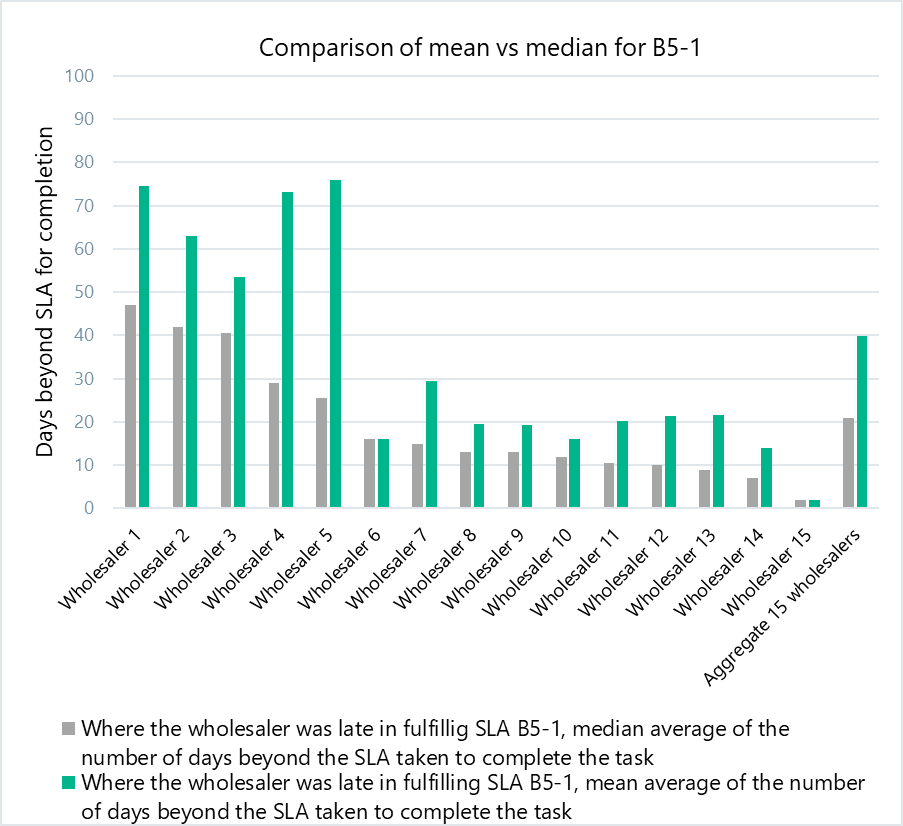 Comparison of mean vs median for B5-1
Days beyond SLA for completion
100
90
80
70
60
50
40
30
20
10
0
Wholesaler 1
Wholesaler 2
Wholesaler 3
Wholesaler 4
Wholesaler 5
Wholesaler 6
Wholesaler 7
Wholesaler 8
Wholesaler 9
Wholesaler 10
Wholesaler 11
Wholesaler 12
Wholesaler 13
Wholesaler 14
Wholesaler 15
Aggregate 15 wholesalers
Where the wholesaler was late in fulfillig SLA B5-1, median average of the
number of days beyond the SLA taken to complete the task
Where the wholesaler was late in fulfilling SLA B5-1, mean average of the number
of days beyond the SLA taken to complete the task